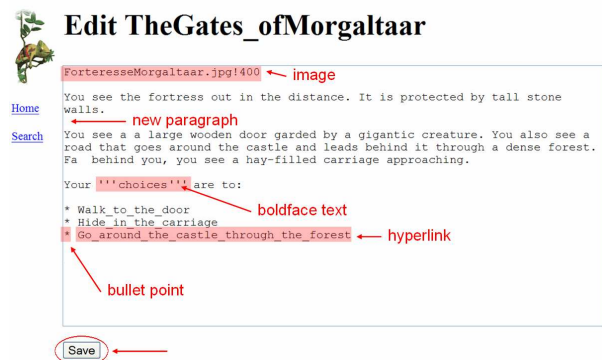 Edit TheGates_ofMorgaltaar
ForteresseMorgaltaar.jpg!400
image
You see the fortress out in the distance. It is protected by tall stone
walls.
new paragraph
Home
Search
You see a a large wooden door garded by a gigantic creature. You also see a
road that goes around the castle and leads behind it through a dense forest.
Fa behind you, you see a hay-filled carriage approaching.
Your '''choices''' are to:
boldface text
* Walk_to_the_door
* Hide_in_the_carriage
* Go_around_the_castle_through_the_forest
hyperlink
bullet point
Save